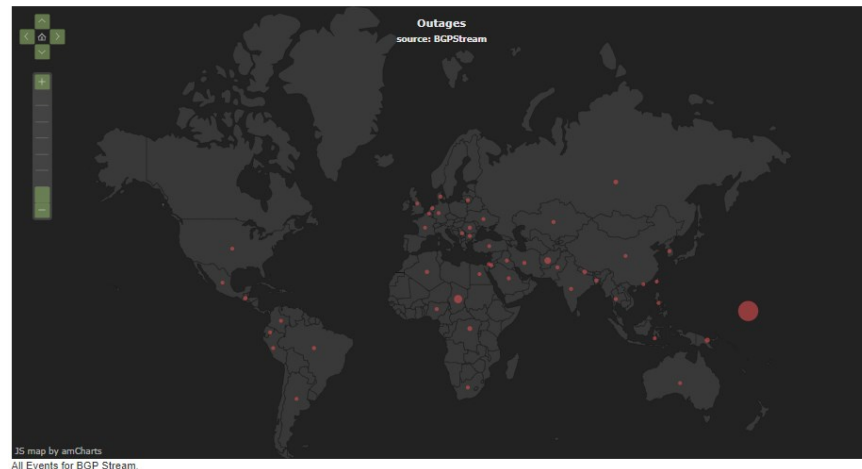 Outages
source: BGPStream
JS map by amCharts
All Events for BGP Stream.